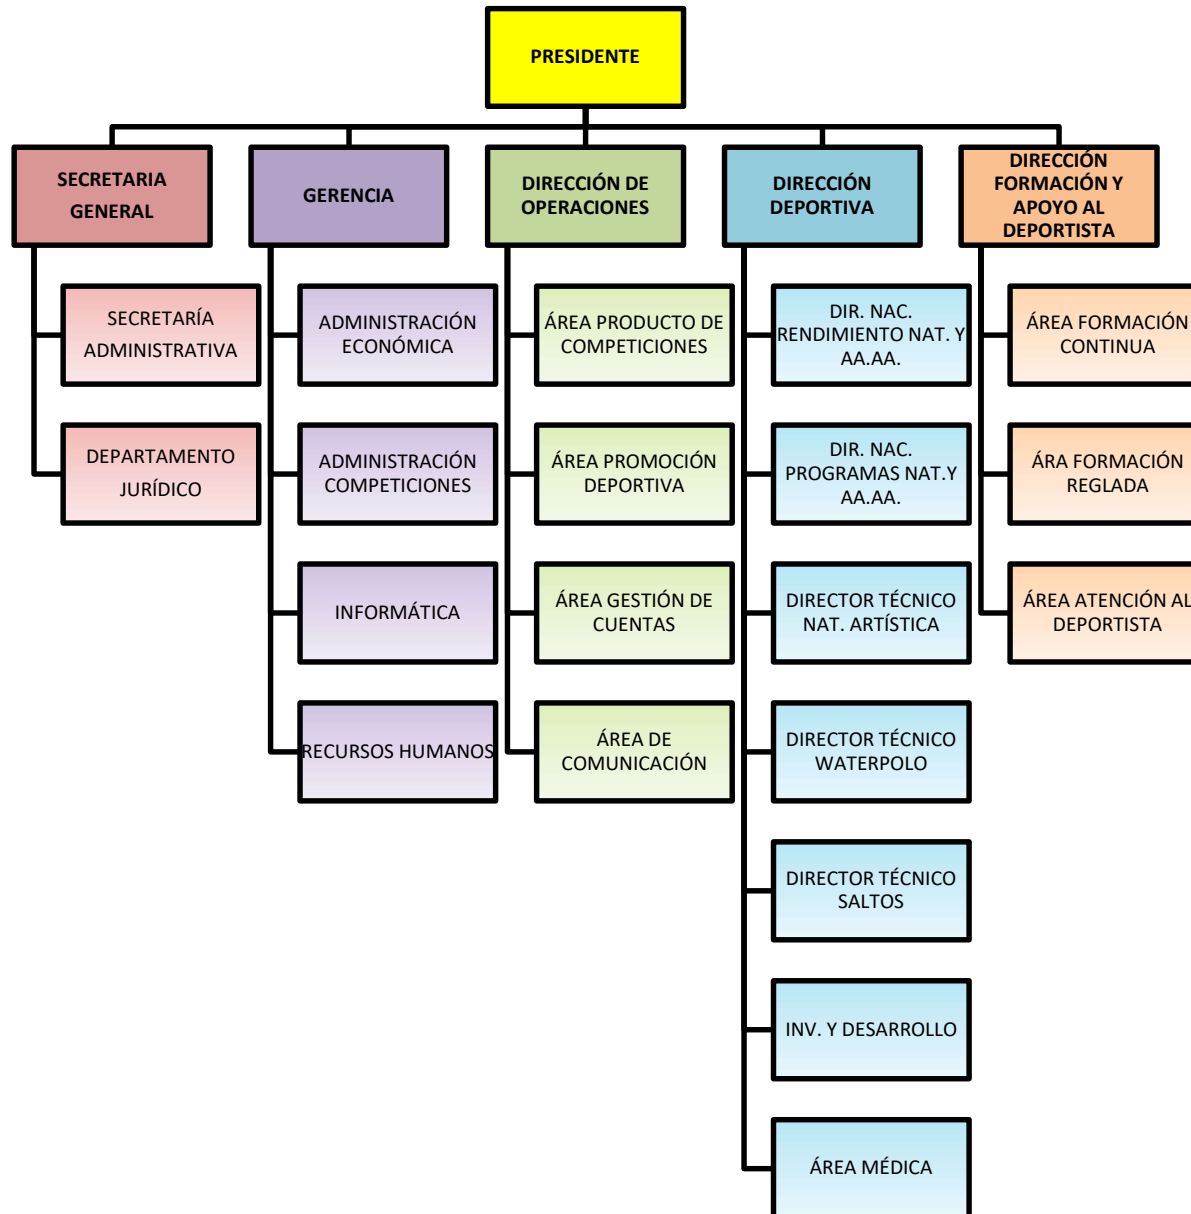 PRESIDENTE
SECRETARIA
GENERAL
GERENCIA
DIRECCIÓN DE
OPERACIONES
DIRECCIÓN
DEPORTIVA
DIRECCIÓN
FORMACIÓN Y
APOYO AL
DEPORTISTA
SECRETARÍA
ADMINISTRATIVA
DEPARTAMENTO
JURÍDICO
ADMINISTRACIÓN
ECONÓMICA
ADMINISTRACIÓN
COMPETICIONES
INFORMÁTICA
RECURSOS HUMANOS
ÁREA PRODUCTO DE
COMPETICIONES
ÁREA PROMOCIÓN
DEPORTIVA
ÁREA GESTIÓN DE
CUENTAS
ÁREA DE
COMUNICACIÓN
DIR. NAC.
RENDIMIENTO NAT. Y
AA.AA.
DIR. NAC.
PROGRAMAS NAT.Y
AA.AA.
DIRECTOR TÉCNICO
NAT. ARTÍSTICA
DIRECTOR TÉCNICO
WATERPOLO
DIRECTOR TÉCNICO
SALTOS
INV. Y DESARROLLO
ÁREA MÉDICA
ÁREA FORMACIÓN
CONTINUA
ÁRA FORMACIÓN
REGLADA
ÁREA ATENCIÓN AL
DEPORTISTA